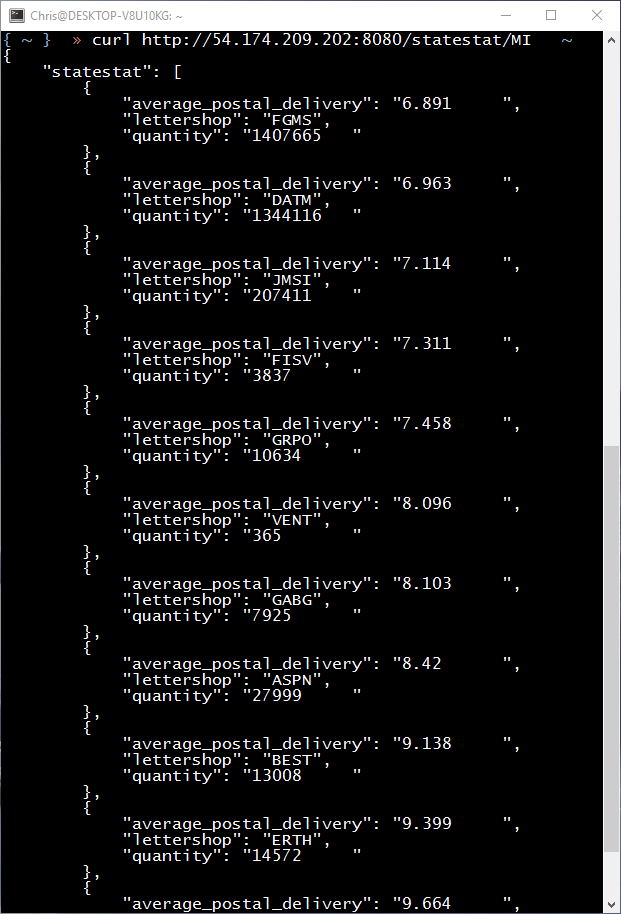 Chris@DESKTOP-V8U10KG: ~
{ ~ }  » curl http://54.174.209.202:8080/statestat/MI   ~
{
    "statestat": [
        {
            "average_postal_delivery": "6.891     ",
            "lettershop": "FGMS",
            "quantity": "1407665   "
        },
        {
            "average_postal_delivery": "6.963     ",
            "lettershop": "DATM",
            "quantity": "1344116   "
        },
        {
            "average_postal_delivery": "7.114     ",
            "lettershop": "JMSI",
            "quantity": "207411    "
        },
        {
            "average_postal_delivery": "7.311     ",
            "lettershop": "FISV",
            "quantity": "3837      "
        },
        {
            "average_postal_delivery": "7.458     ",
            "lettershop": "GRPO",
            "quantity": "10634     "
        },
        {
            "average_postal_delivery": "8.096     ",
            "lettershop": "VENT",
            "quantity": "365       "
        },
        {
            "average_postal_delivery": "8.103     ",
            "lettershop": "GABG",
            "quantity": "7925      "
        },
        {
            "average_postal_delivery": "8.42      ",
            "lettershop": "ASPN",
            "quantity": "27999     "
        },
        {
            "average_postal_delivery": "9.138     ",
            "lettershop": "BEST",
            "quantity": "13008     "
        },
        {
            "average_postal_delivery": "9.399     ",
            "lettershop": "ERTH",
            "quantity": "14572     "
        },
        {
            "average_postal_delivery": "9.664     ",